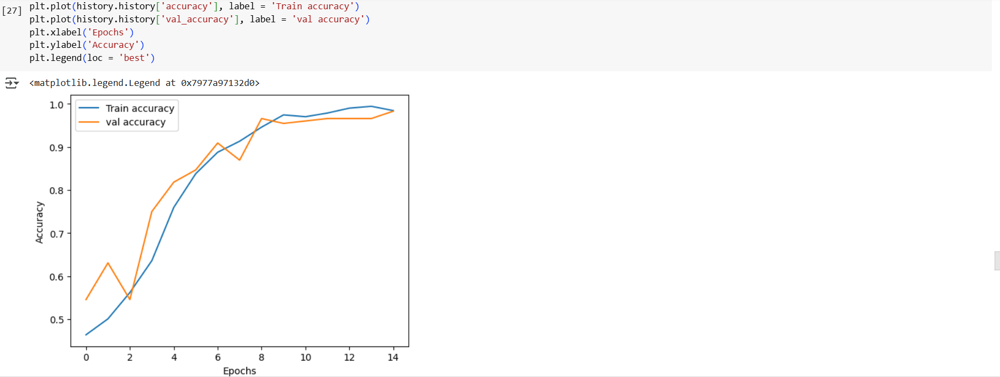 [27]
plt.plot(history.history['accuracy'], label = 'Train accuracy')
plt.plot(history.history['val_accuracy'], label = 'val accuracy')
plt.xlabel('Epochs')
plt.ylabel('Accuracy')
plt.legend(loc = 'best')
<matplotlib.legend.Legend at 0x7977a97132d0>
Train accuracy
val accuracy
1.0
0.9
0.8
0.7
0.6
0.5
Accuracy
0 2 4 6 8 10 12 14
Epochs